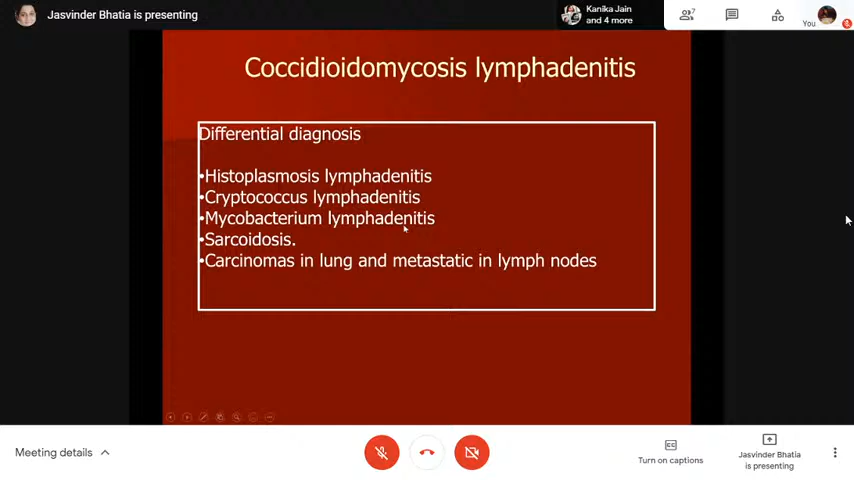 Jasvinder Bhatia is presenting
Kanika Jain
and 4 more
7
You
Coccidioidomycosis lymphadenitis
Differential diagnosis
•Histoplasmosis lymphadenitis
•Cryptococcus lymphadenitis
•Mycobacterium lymphadenitis
•Sarcoidosis.
•Carcinomas in lung and metastatic in lymph nodes
Meeting details
Turn on captions
Jasvinder Bhatia
is presenting